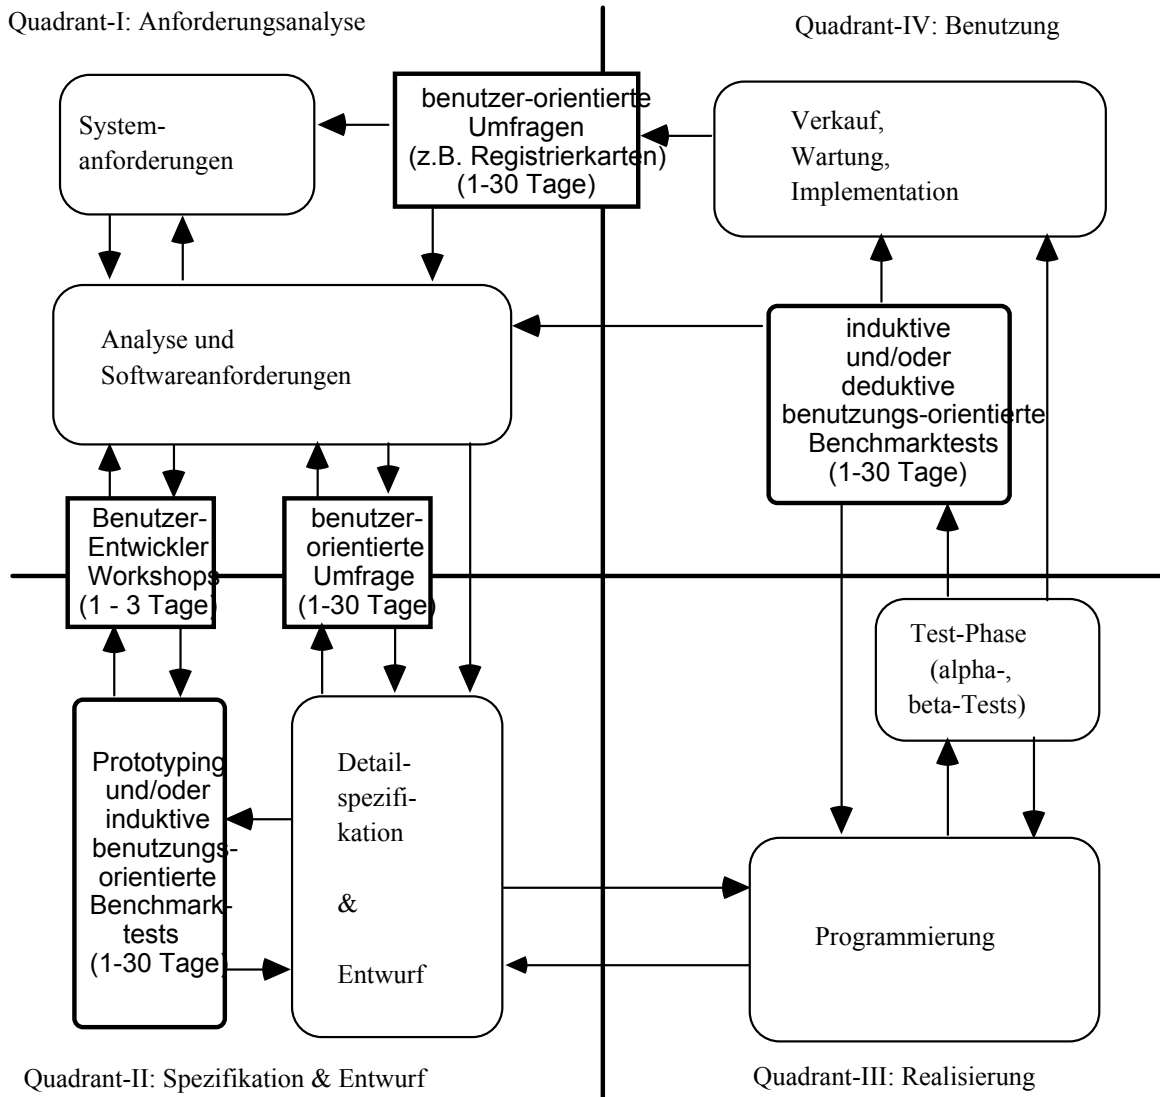 Quadrant-I: Anforderungsanalyse
Quadrant-IV: Benutzung
System-
anforderungen
benutzer-orientierte
Umfragen
(z.B. Registrierkarten)
(1-30 Tage)
Verkauf,
Wartung,
Implementation
Analyse und
Softwareanforderungen
induktive
und/oder
deduktive
benutzungs-orientierte
Benchmarktests
(1-30 Tage)
Benutzer-
Entwickler
Workshops
(1 - 3 Tage)
benutzer-
orientierte
Umfrage
(1-30 Tage)
Test-Phase
(alpha-,
beta-Tests)
Prototyping
und/oder
induktive
benutzungs-
orientierte
Benchmark-
tests
(1-30 Tage)
Detail-
spezifi-
kation
&
Entwurf
Programmierung
Quadrant-II: Spezifikation & Entwurf
Quadrant-III: Realisierung